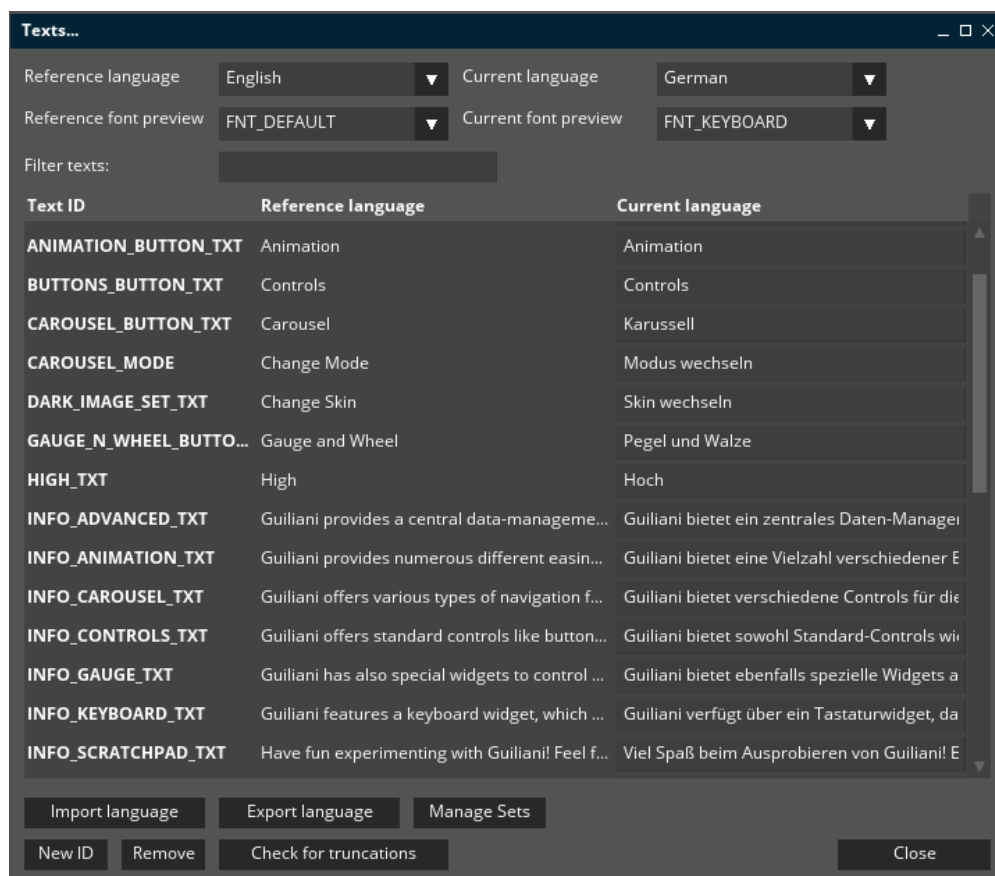 Texts...
Reference language English Current language German
Reference font preview FNT_DEFAULT Current font preview FNT_KEYBOARD
Filter texts:
Text ID Reference language Current language
ANIMATION_BUTTON_TXT Animation Animation
BUTTONS_BUTTON_TXT Controls Controls
CAROUSEL_BUTTON_TXT Carousel Karussell
CAROUSEL_MODE Change Mode Modus wechseln
DARK_IMAGE_SET_TXT Change Skin Skin wechseln
GAUGE_N_WHEEL_BUTTO... Gauge and Wheel Pegel und Walze
HIGH_TXT High Hoch
INFO_ADVANCED_TXT Guiliani provides a central data-manageme... Guiliani bietet ein zentrales Daten-Manager
INFO_ANIMATION_TXT Guiliani provides numerous different easin... Guiliani bietet eine Vielzahl verschiedener E
INFO_CAROUSEL_TXT Guiliani offers various types of navigation f... Guiliani bietet verschiedene Controls für die
INFO_CONTROLS_TXT Guiliani offers standard controls like button... Guiliani bietet sowohl Standard-Controls wi
INFO_GAUGE_TXT Guiliani has also special widgets to control ... Guiliani bietet ebenfalls spezielle Widgets a
INFO_KEYBOARD_TXT Guiliani features a keyboard widget, which ... Guiliani verfügt über ein Tastaturwidget, da
INFO_SCRATCHPAD_TXT Have fun experimenting with Guiliani! Feel f... Viel Spaß beim Ausprobieren von Guiliani! E
Import language Export language Manage Sets
New ID Remove Check for truncations Close